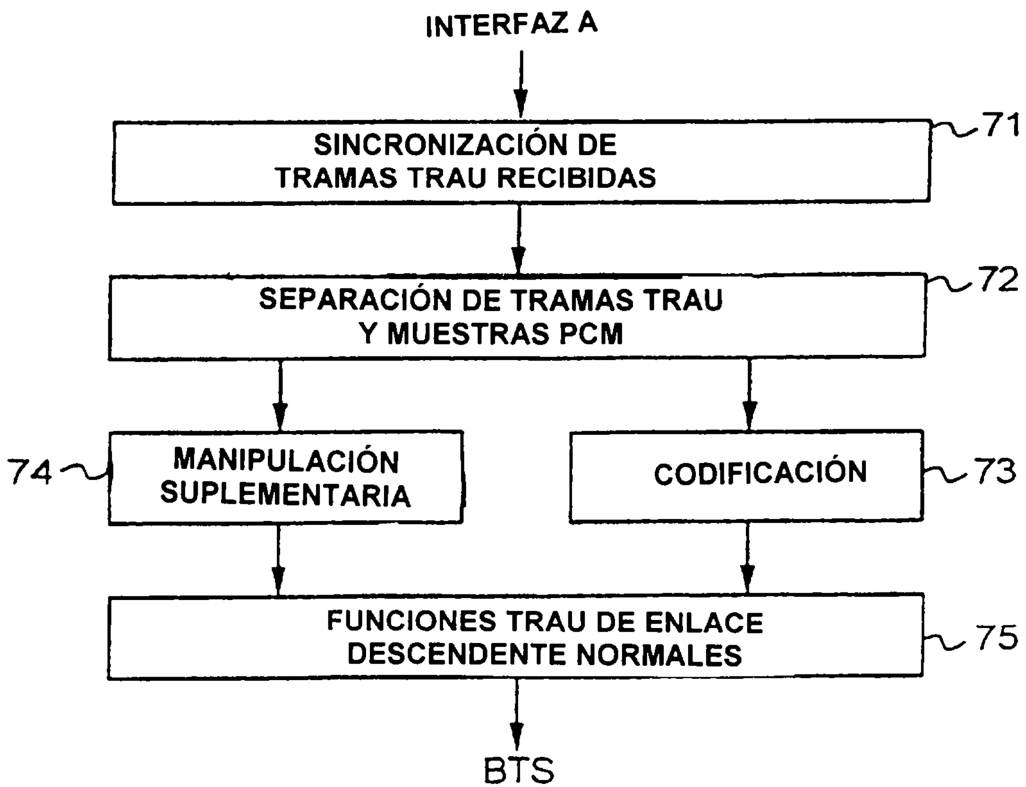 INTERFAZ A
SINCRONIZACIÓN DE
TRAMAS TRAU RECIBIDAS
71
SEPARACIÓN DE TRAMAS TRAU
Y MUESTRAS PCM
72
74
MANIPULACIÓN
SUPLEMENTARIA
CODIFICACIÓN
73
FUNCIONES TRAU DE ENLACE
DESCENDENTE NORMALES
75
BTS